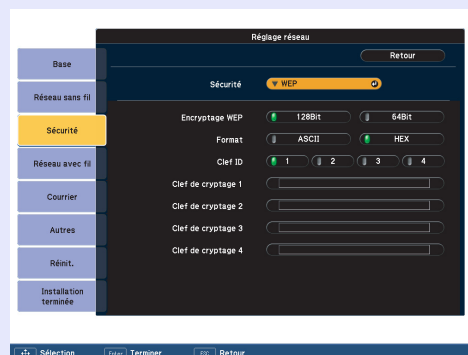 Réglage réseau
Retour
Base
Réseau sans fil
Sécurité
Réseau avec fil
Courrier
Autres
Réinit.
Installation
terminée
Sécurité WEP
Encryptage WEP 128Bit 64Bit
Format ASCII HEX
Clef ID 1 2 3 4
Clef de cryptage 1
Clef de cryptage 2
Clef de cryptage 3
Clef de cryptage 4
Sélection Enter Terminer ESC Retour